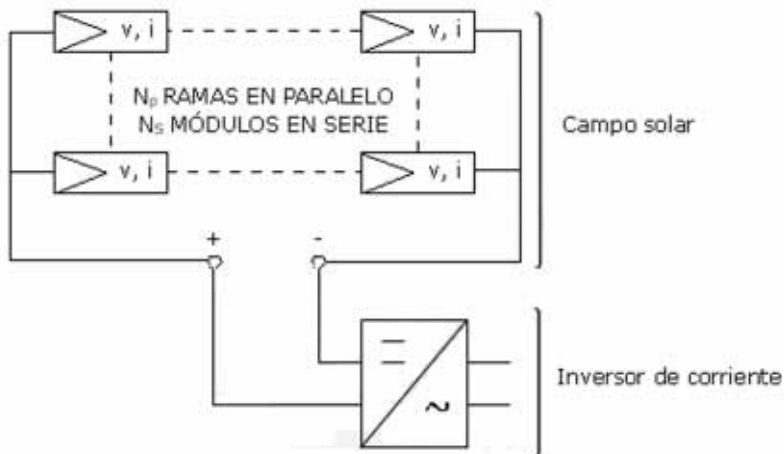 v, i
v, i
Nₚ RAMAS EN PARALELO
Nₛ MÓDULOS EN SERIE
Campo solar
v, i
v, i
+
-
Inversor de corriente
~